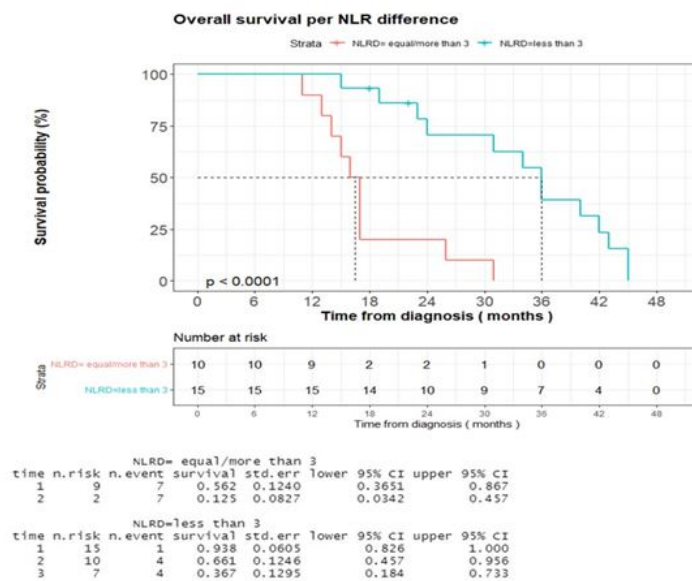 Overall survival per NLR difference
Strata NLRD= equal/more than 3 NLRD=less than 3
Survival probability (%)
100
75
50
25
0
p < 0.0001
0 6 12 18 24 30 36 42 48
Time from diagnosis ( months )
Number at risk
Strata
NLRD= equal/more than 3 10 10 9 2 2 1 0 0 0
NLRD=less than 3 15 15 15 14 10 9 7 4 0
0 6 12 18 24 30 36 42 48
Time from diagnosis ( months )
NLRD= equal/more than 3
time n.risk n.event survival std.err lower 95% CI upper 95% CI
1 9 7 0.562 0.1240 0.3651 0.867
2 2 7 0.125 0.0827 0.0342 0.457
NLRD=less than 3
time n.risk n.event survival std.err lower 95% CI upper 95% CI
1 15 1 0.938 0.0605 0.826 1.000
2 10 4 0.661 0.1246 0.457 0.956
3 7 4 0.367 0.1295 0.184 0.733